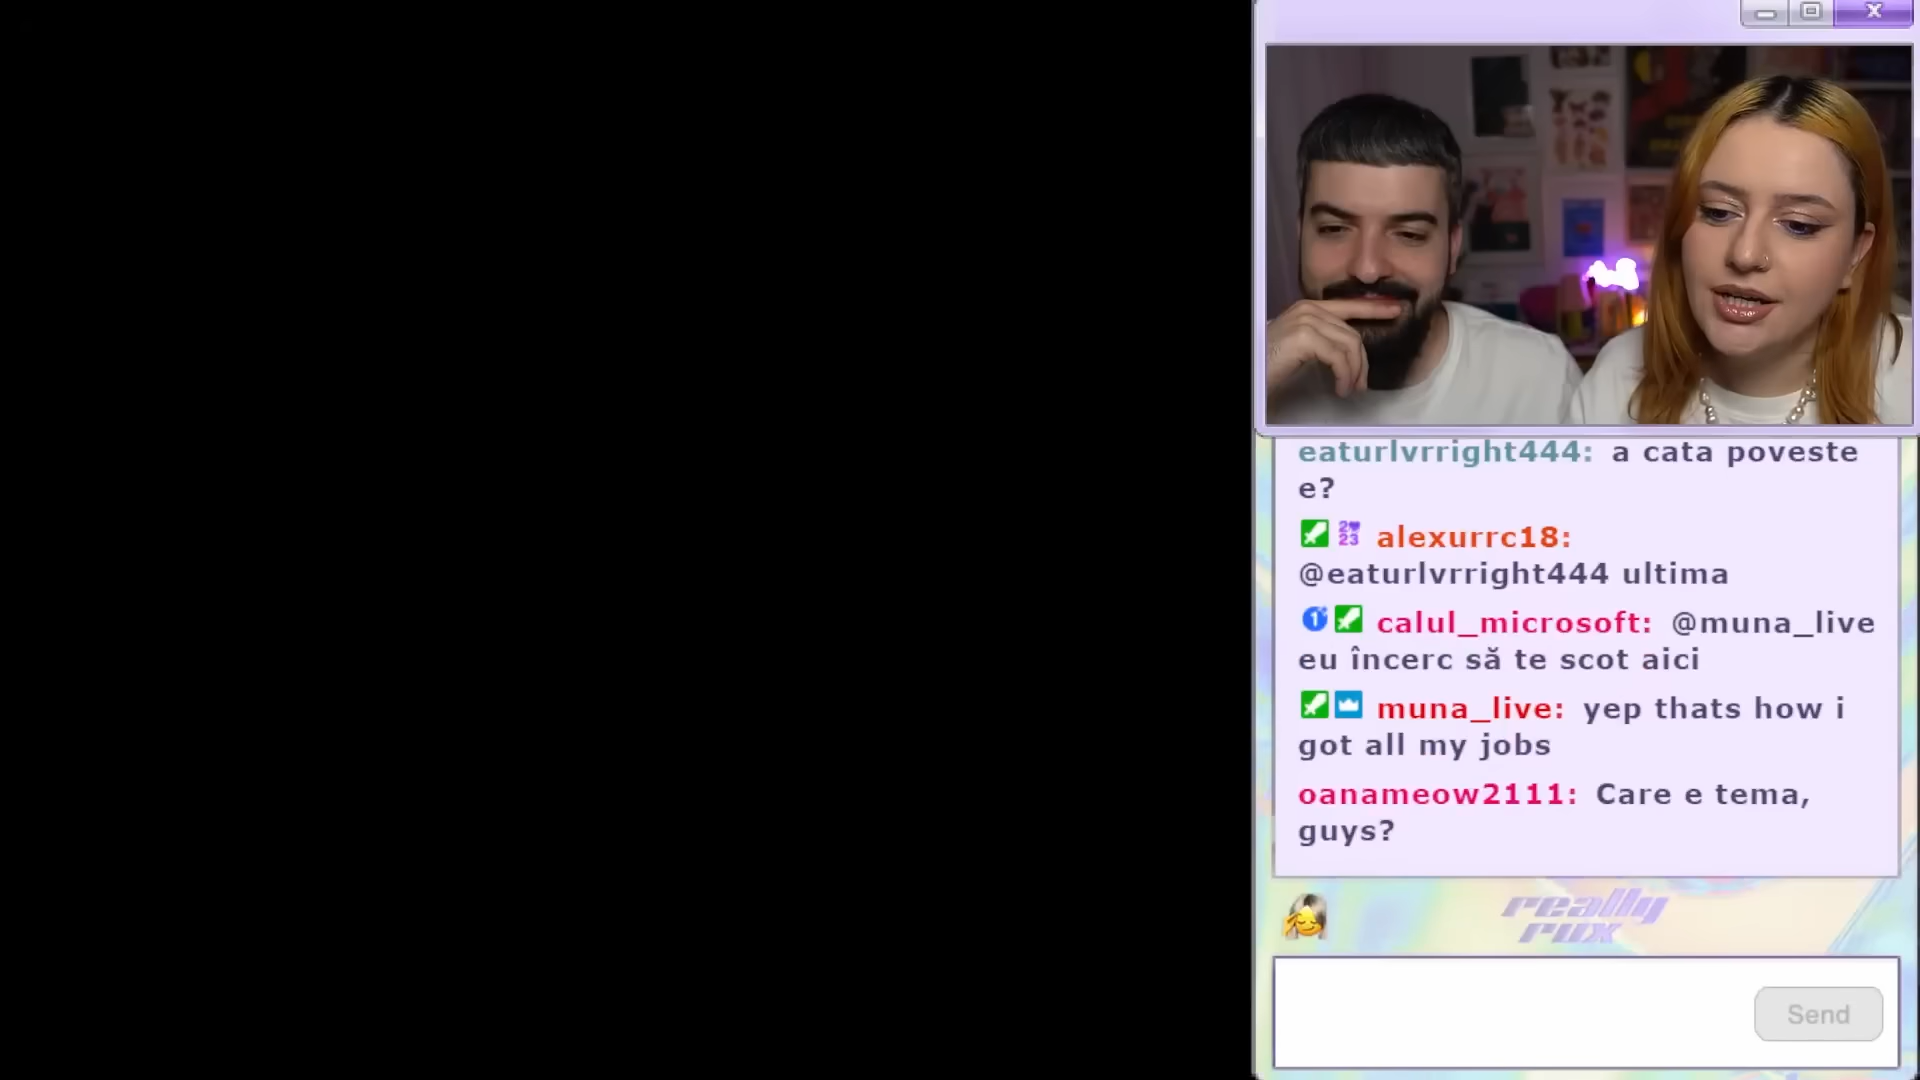 eaturlvrright444: a cata poveste
e?
alexurrc18:
@eaturlvrright444 ultima
calul_microsoft: @muna_live
eu încerc să te scot aici
muna_live: yep thats how i
got all my jobs
oanameow2111: Care e tema,
guys?
really
rux
Send